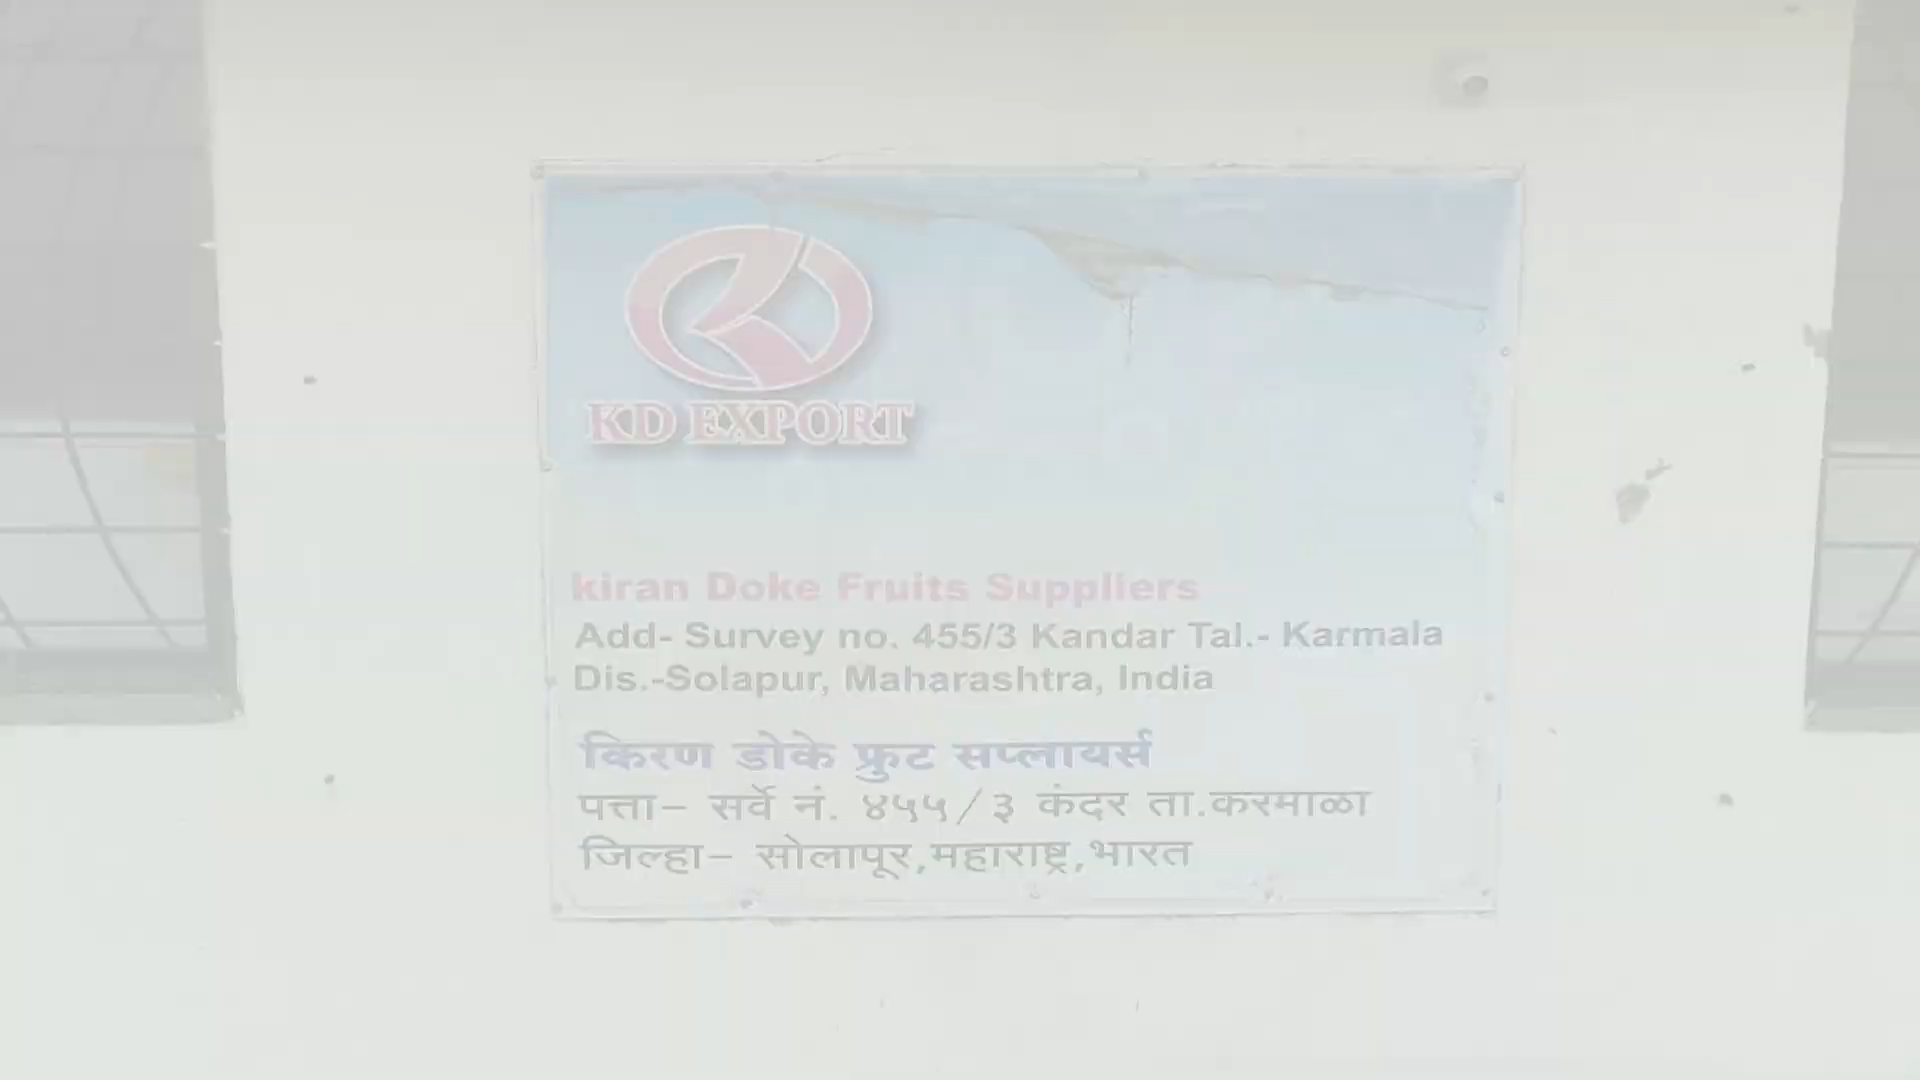 KD EXPORT
kiran Doke Fruits Suppliers
Add- Survey no. 455/3 Kandar Tal.- Karmala
Dis.-Solapur, Maharashtra, India
किरण डोके फ्रुट सप्लायर्स
पत्ता– सर्वे नं. ४५५/३ कंदर ता.करमाळा
जिल्हा– सोलापूर,महाराष्ट्र,भारत